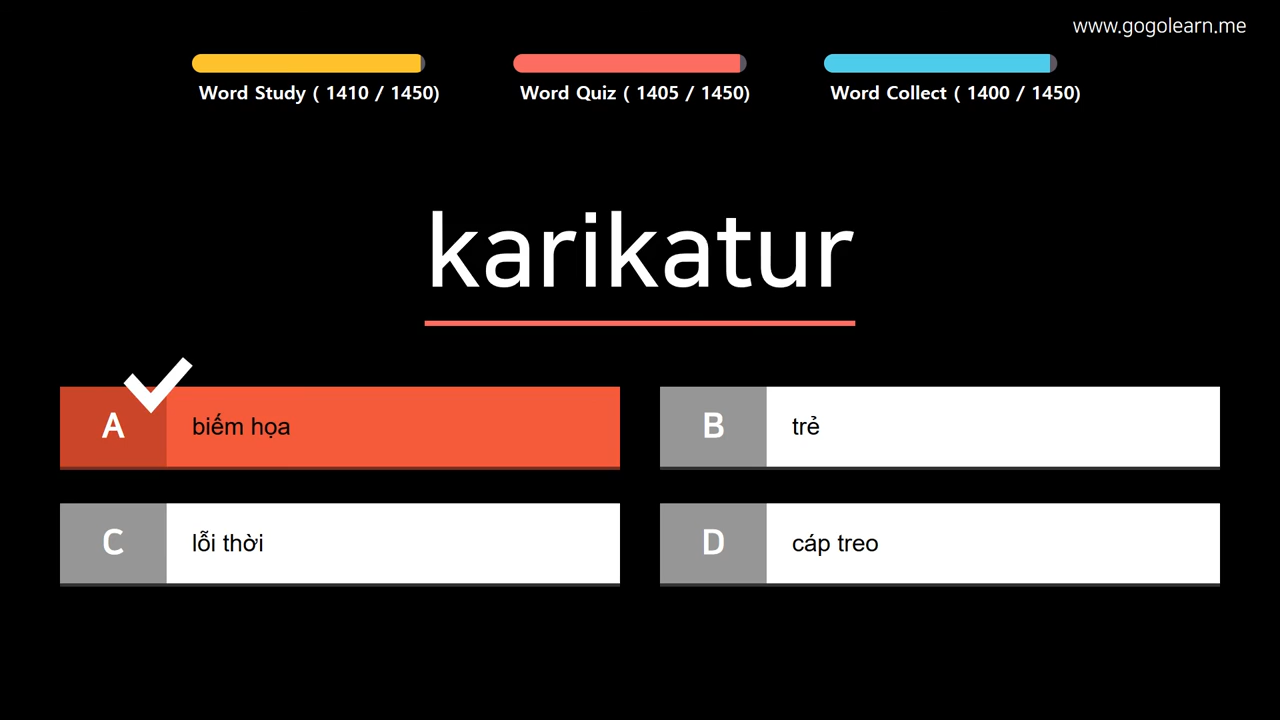 www.gogolearn.me
Word Study ( 1410 / 1450)
Word Quiz ( 1405 / 1450)
Word Collect ( 1400 / 1450)
karikatur
A biếm họa
B trẻ
C lỗi thời
D cáp treo